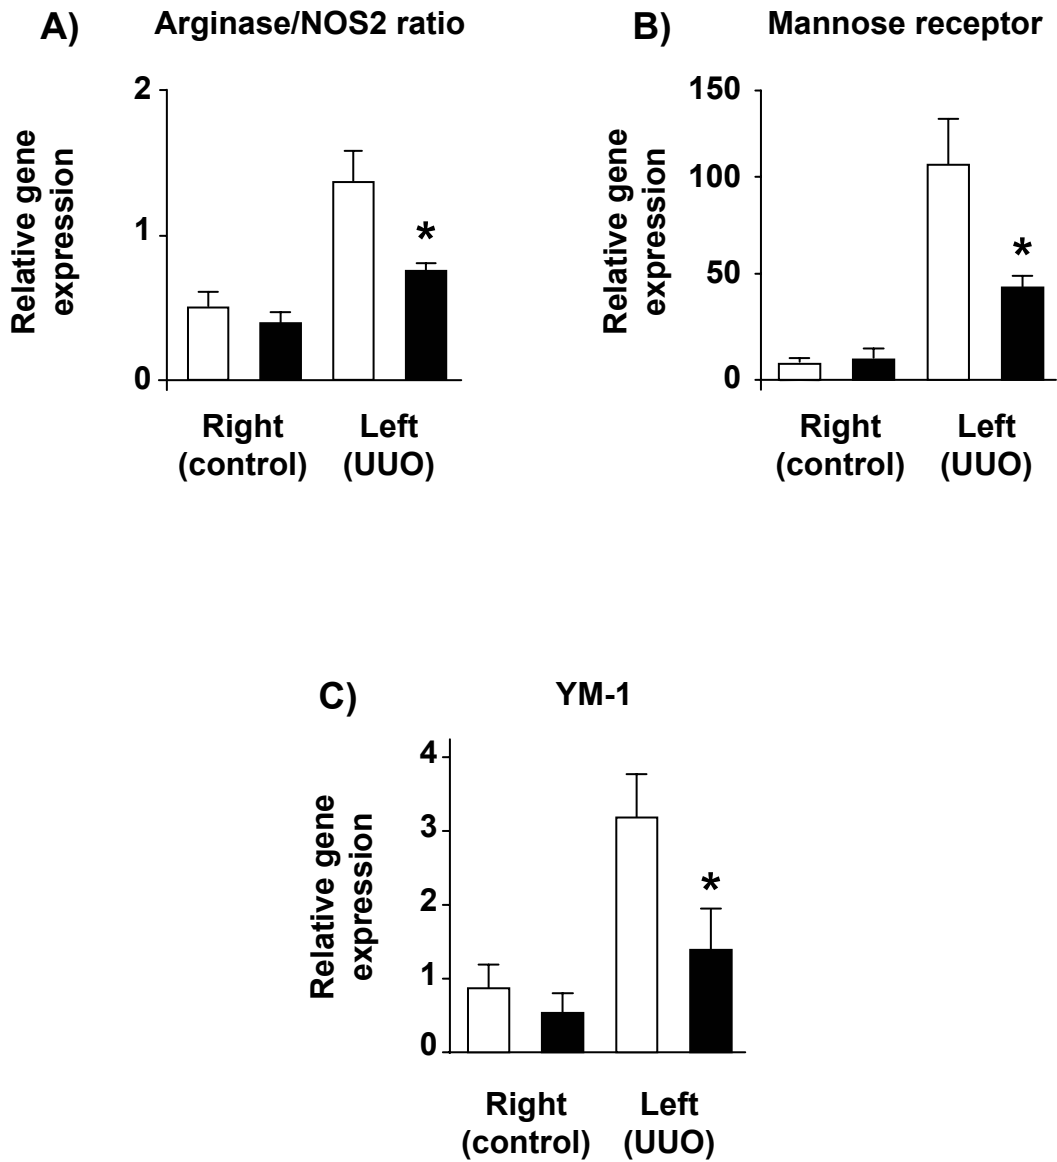 A) Arginase/NOS2 ratio
2
1
0
Relative gene
expression
*
Right
(control)
Left
(UUO)
B) Mannose receptor
150
100
50
0
Relative gene
expression
*
Right
(control)
Left
(UUO)
C) YM-1
4
3
2
1
0
Relative gene
expression
*
Right
(control)
Left
(UUO)